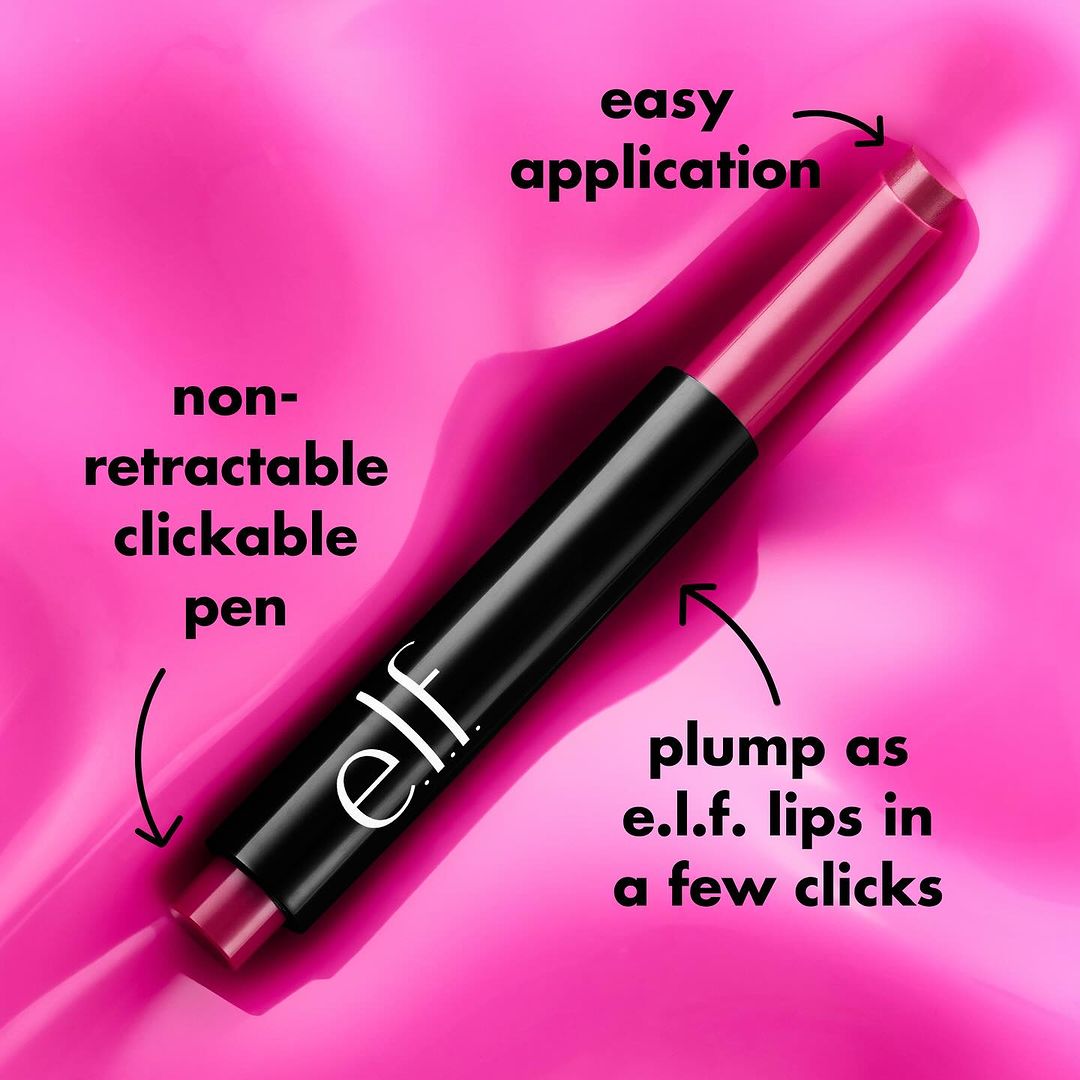 easy
application
non-
retractable
clickable
pen
e.l.f.
plump as
e.l.f. lips in
a few clicks